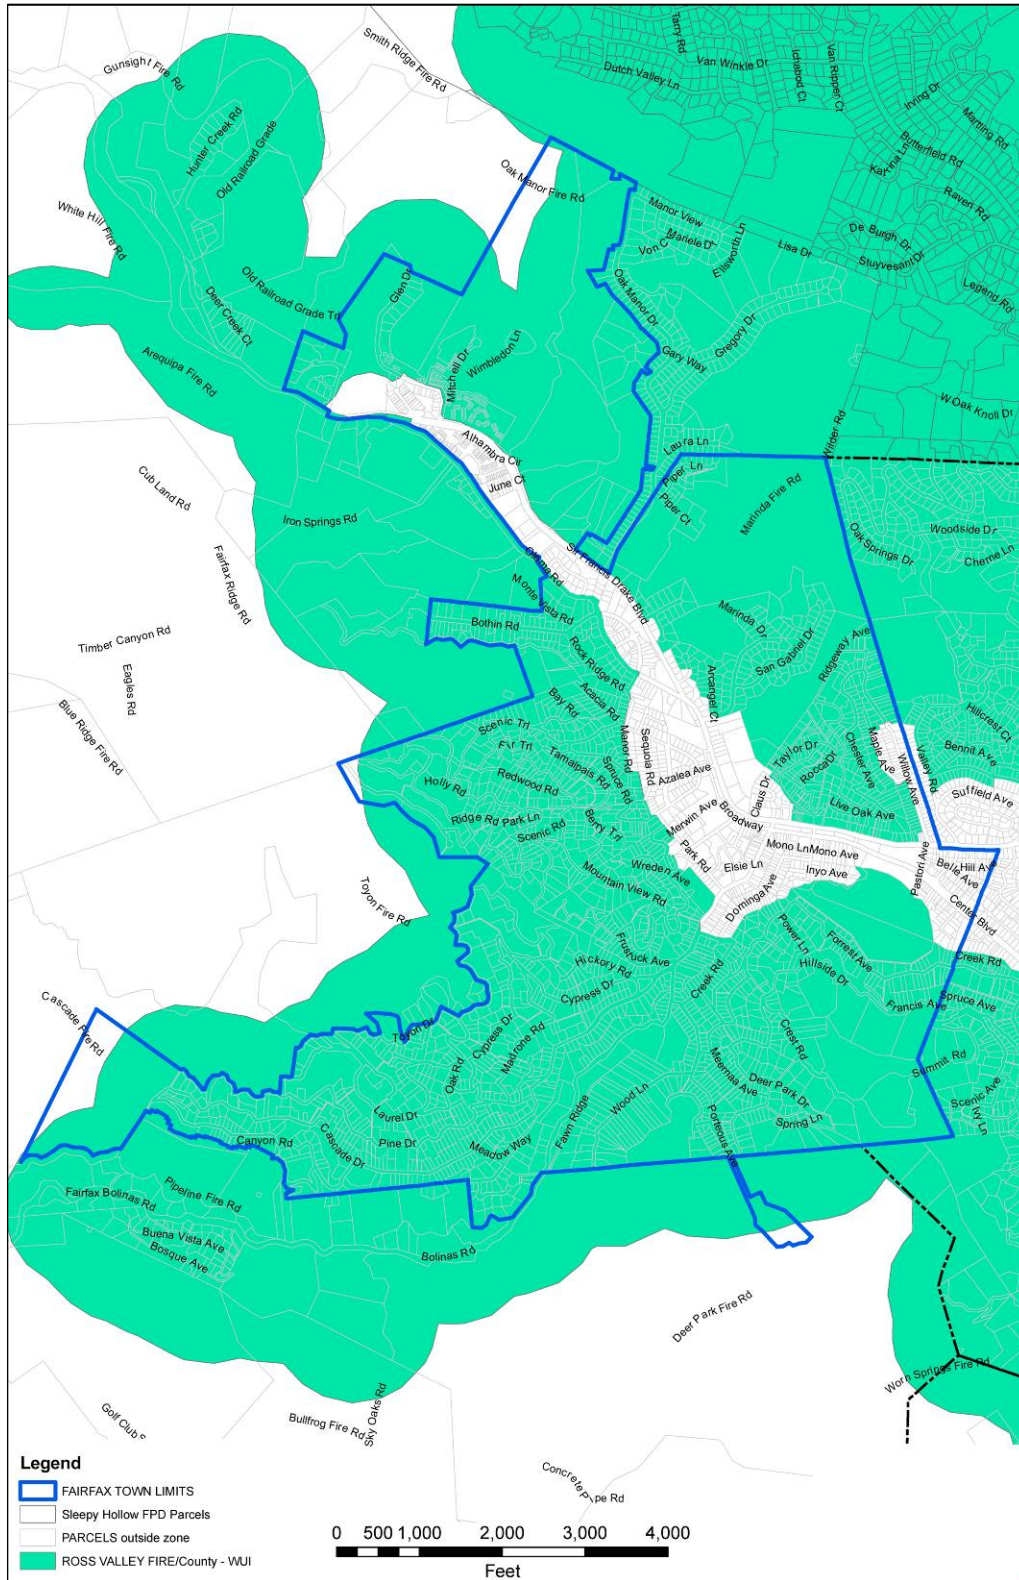 Smith Ridge Fire Rd
Tarry Rd
Van Winkle Dr
Ichabod Ct
Van Ripper Ct
Dutch Valley Ln
Irving Dr
Martling Rd
Gunsight Fire Rd
Hunter Creek Rd
Old Railroad Grade
Butterfield Rd
Katrina Ln
Raven Rd
Oak Manor Fire Rd
White Hill Fire Rd
Manor View
Ellsworth Ln
Lisa Dr
De Burgh Dr
Stuyvesant Dr
Legend Rd
Glen Dr
Old Railroad Grade Trl
Oak Manor Dr
Deer Creek Ct
Gregory Dr
Gary Way
Mitchell Dr
Wimbledon Ln
Arequipa Fire Rd
W Oak Knoll Dr
Wilder Rd
Alhambra Cir
Laura Ln
Piper Ln
June Ct
Cub Land Rd
Piper Ct
Marinda Fire Rd
Iron Springs Rd
Oak Springs Dr
Woodside Dr
Cherne Ln
Fairfax Ridge Rd
Olema Rd
Sir Francis Drake Blvd
Monte Vista Rd
Bothin Rd
Marinda Dr
San Gabriel Dr
Ridgeway Ave
Timber Canyon Rd
Eagles Rd
Rock Ridge Rd
Arcangel Ct
Blue Ridge Fire Rd
Acacia Rd
Bay Rd
Scenic Trl
Fir Trl
Tamalpais Rd
Spruce Rd
Manor Rd
Sequoia Rd
Azalea Ave
Hillcrest Ct
Bennit Ave
Maple Ave
Willow Ave
Valley Rd
Taylor Dr
Rocca Dr
Chester Ave
Suffield Ave
Holly Rd
Redwood Rd
Claus Dr
Live Oak Ave
Merwin Ave
Broadway
Ridge Rd
Park Ln
Scenic Rd
Berry Trl
Park Rd
Mono Ln
Mono Ave
Elsie Ln
Inyo Ave
Pastori Ave
Belle Ave
Hill Ave
Wreden Ave
Mountain View Rd
Dominga Ave
Center Blvd
Toyon Fire Rd
Power Ln
Forrest Ave
Frustuck Ave
Hickory Rd
Cypress Dr
Creek Rd
Hillside Dr
Creek Rd
Francis Ave
Spruce Ave
Cascade Fire Rd
Toyon Dr
Cypress Dr
Madrone Rd
Oak Rd
Crest Rd
Meernaa Ave
Deer Park Dr
Summit Rd
Scenic Ave
Ivy Ln
Spring Ln
Wood Ln
Fawn Ridge
Porteous Ave
Laurel Dr
Pine Dr
Meadow Way
Canyon Rd
Cascade Dr
Pipeline Fire Rd
Fairfax Bolinas Rd
Buena Vista Ave
Bosque Ave
Bolinas Rd
Deer Park Fire Rd
Worn Springs Fire Rd
Sky Oaks Rd
Bullfrog Fire Rd
Golf Club
Legend
FAIRFAX TOWN LIMITS
Sleepy Hollow FPD Parcels
PARCELS outside zone
ROSS VALLEY FIRE/County - WUI
0 500 1,000 2,000 3,000 4,000
Feet